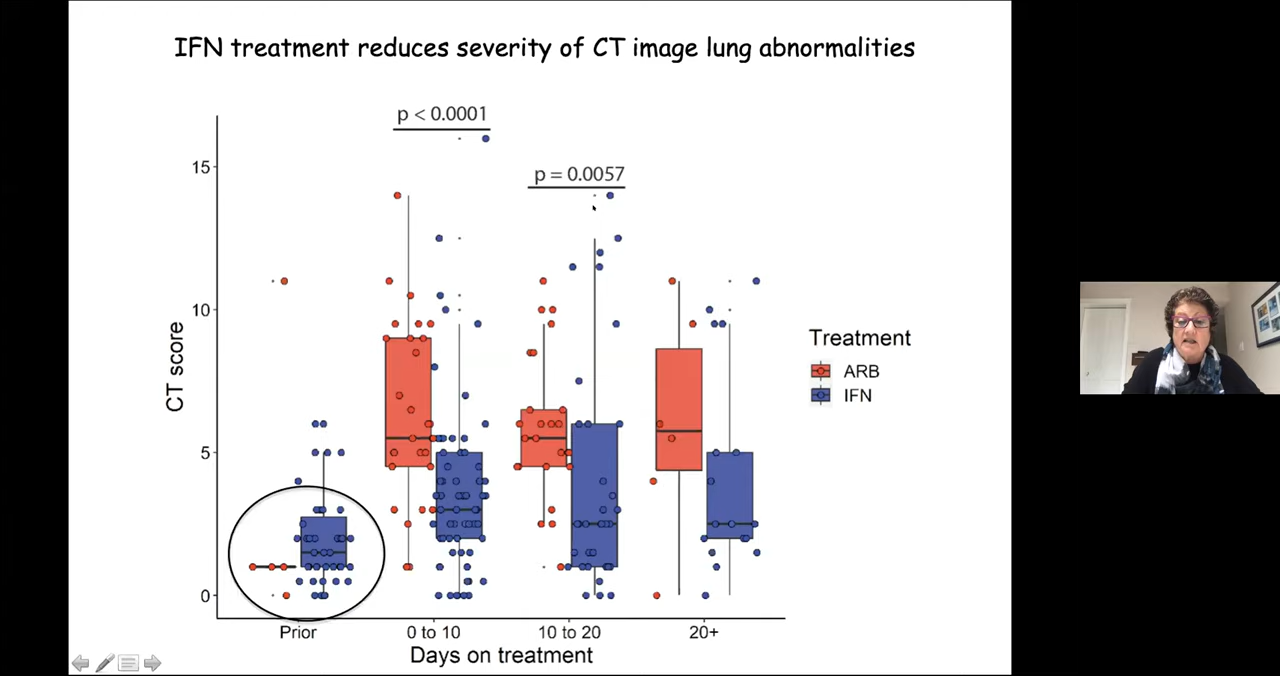 IFN treatment reduces severity of CT image lung abnormalities
p < 0.0001
p = 0.0057
15
10
5
0
CT score
Prior
0 to 10
10 to 20
20+
Days on treatment
Treatment
ARB
IFN